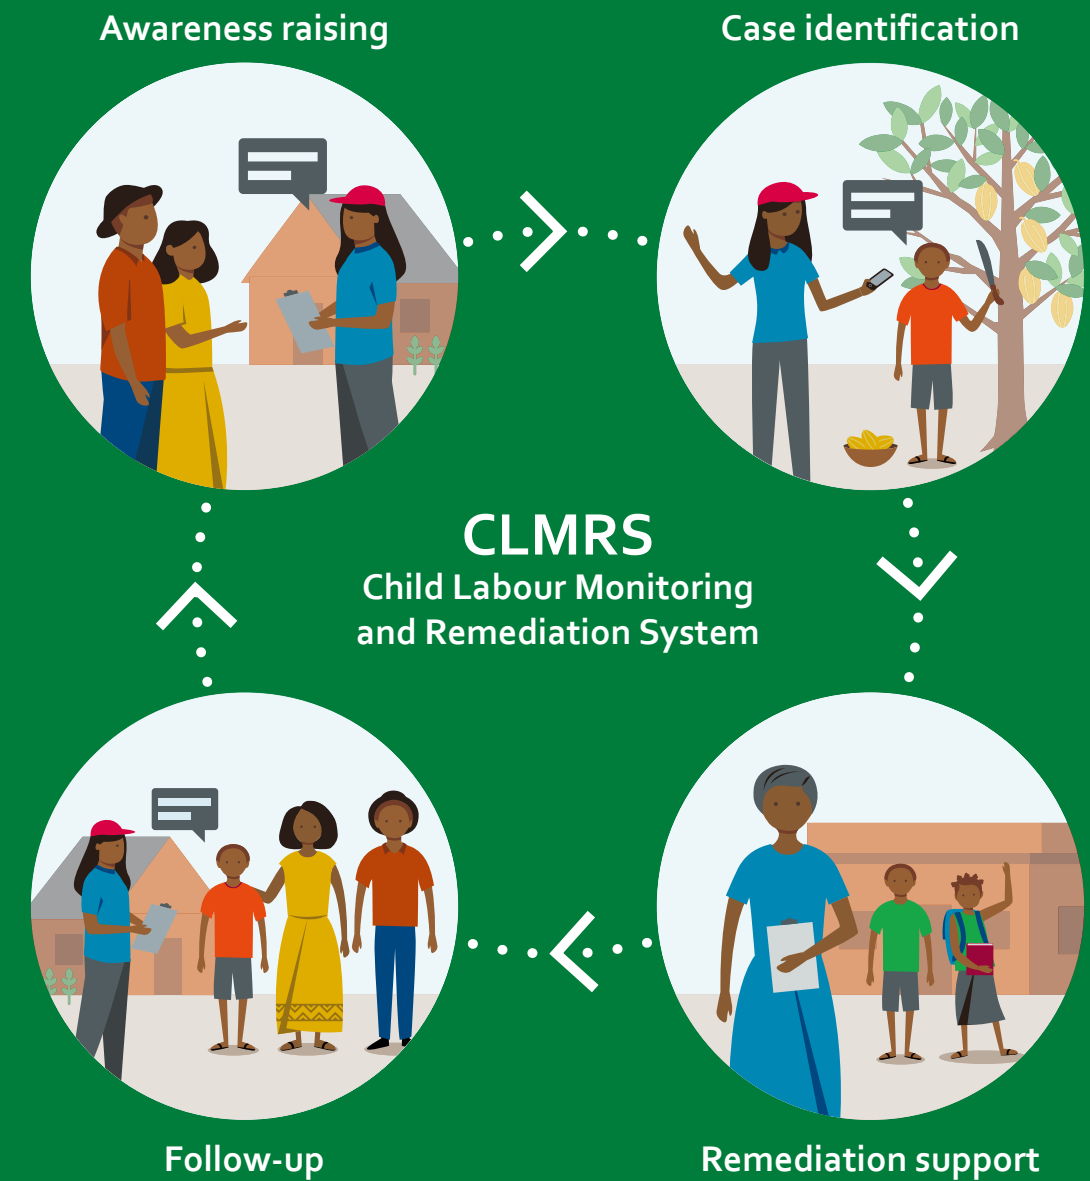 Awareness raising
Case identification
CLMRS
Child Labour Monitoring
and Remediation System
Follow-up
Remediation support